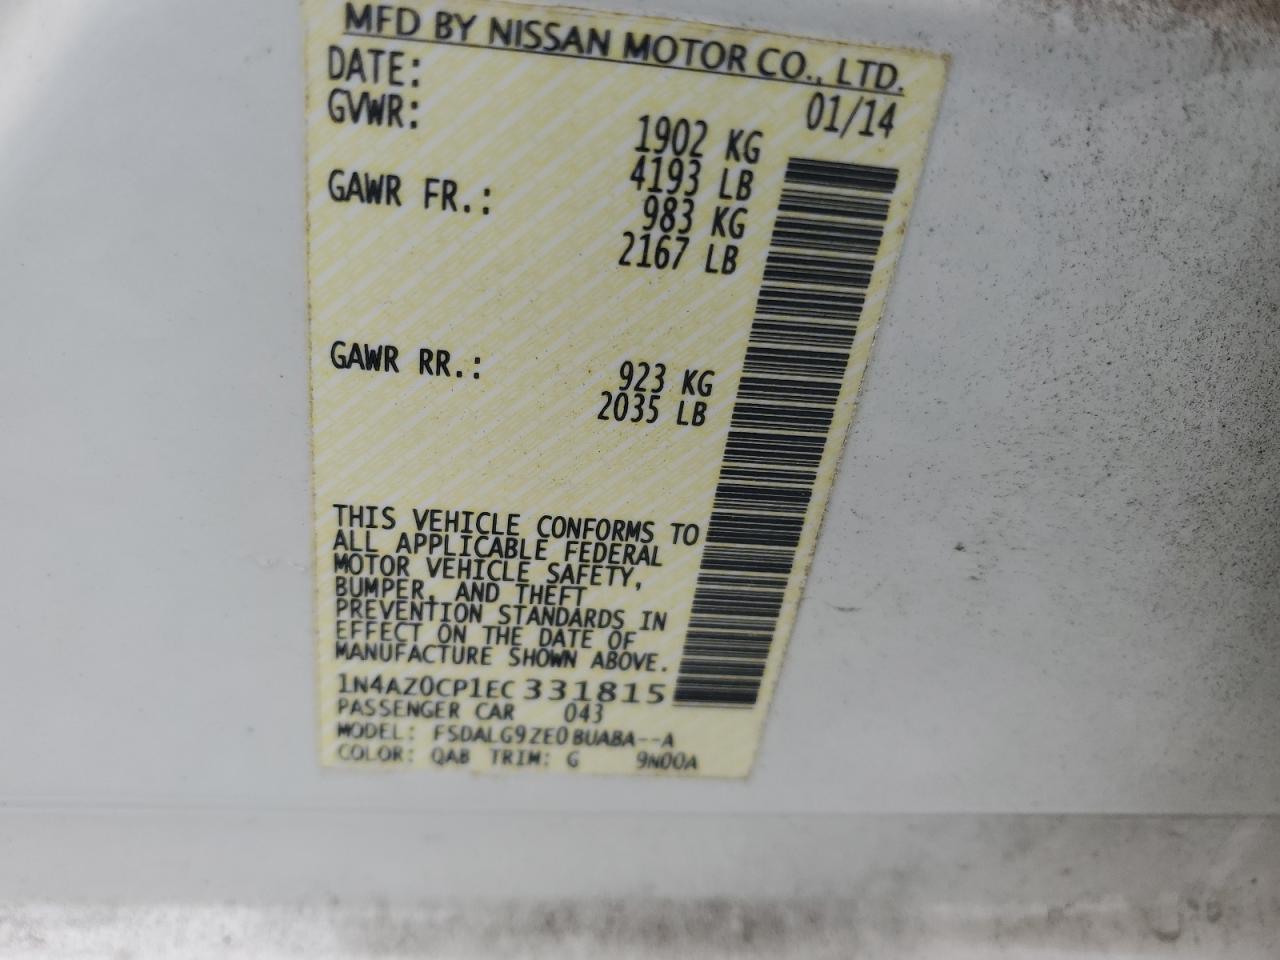 MFD BY NISSAN MOTOR CO., LTD.
DATE: 01/14
GVWR: 1902 KG
4193 LB
GAWR FR.: 983 KG
2167 LB
GAWR RR.: 923 KG
2035 LB
THIS VEHICLE CONFORMS TO
ALL APPLICABLE FEDERAL
MOTOR VEHICLE SAFETY,
BUMPER, AND THEFT
PREVENTION STANDARDS IN
EFFECT ON THE DATE OF
MANUFACTURE SHOWN ABOVE.
1N4AZ0CP1EC331815
PASSENGER CAR 043
MODEL: FSDALG9ZE0BUABA--A
COLOR: QAB TRIM: G 9N00A